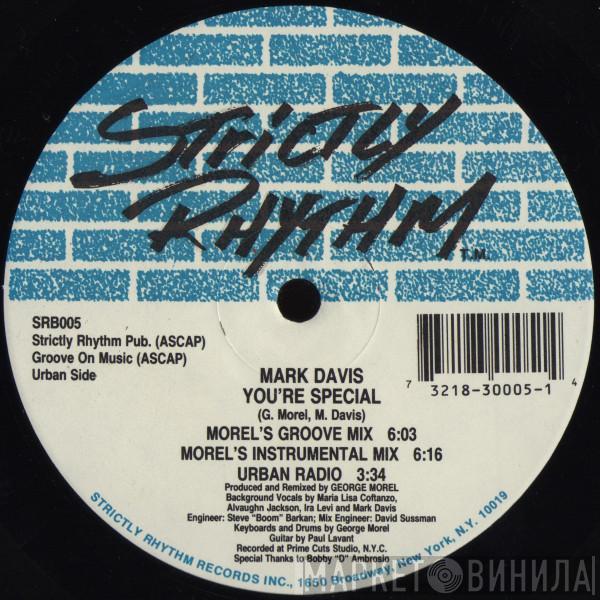 STRICTLY
RHYTHM
T.M.
SRB005
Strictly Rhythm Pub. (ASCAP)
Groove On Music (ASCAP)
Urban Side
7 3218-30005-1 4
MARK DAVIS
YOU'RE SPECIAL
(G. Morel, M. Davis)
MOREL'S GROOVE MIX 6:03
MOREL'S INSTRUMENTAL MIX 6:16
URBAN RADIO 3:34
Produced and Remixed by GEORGE MOREL
Background Vocals by Maria Lisa Coftanzo,
Alvaughn Jackson, Ira Levi and Mark Davis
Engineer: Steve "Boom" Barkan; Mix Engineer: David Sussman
Keyboards and Drums by George Morel
Guitar by Paul Lavant
Recorded at Prime Cuts Studio, N.Y.C.
Special Thanks to Bobby "D" Ambrosio
STRICTLY RHYTHM RECORDS INC., 1650 Broadway, New York, N.Y. 10019
МАРКЕТ ВИНИЛА